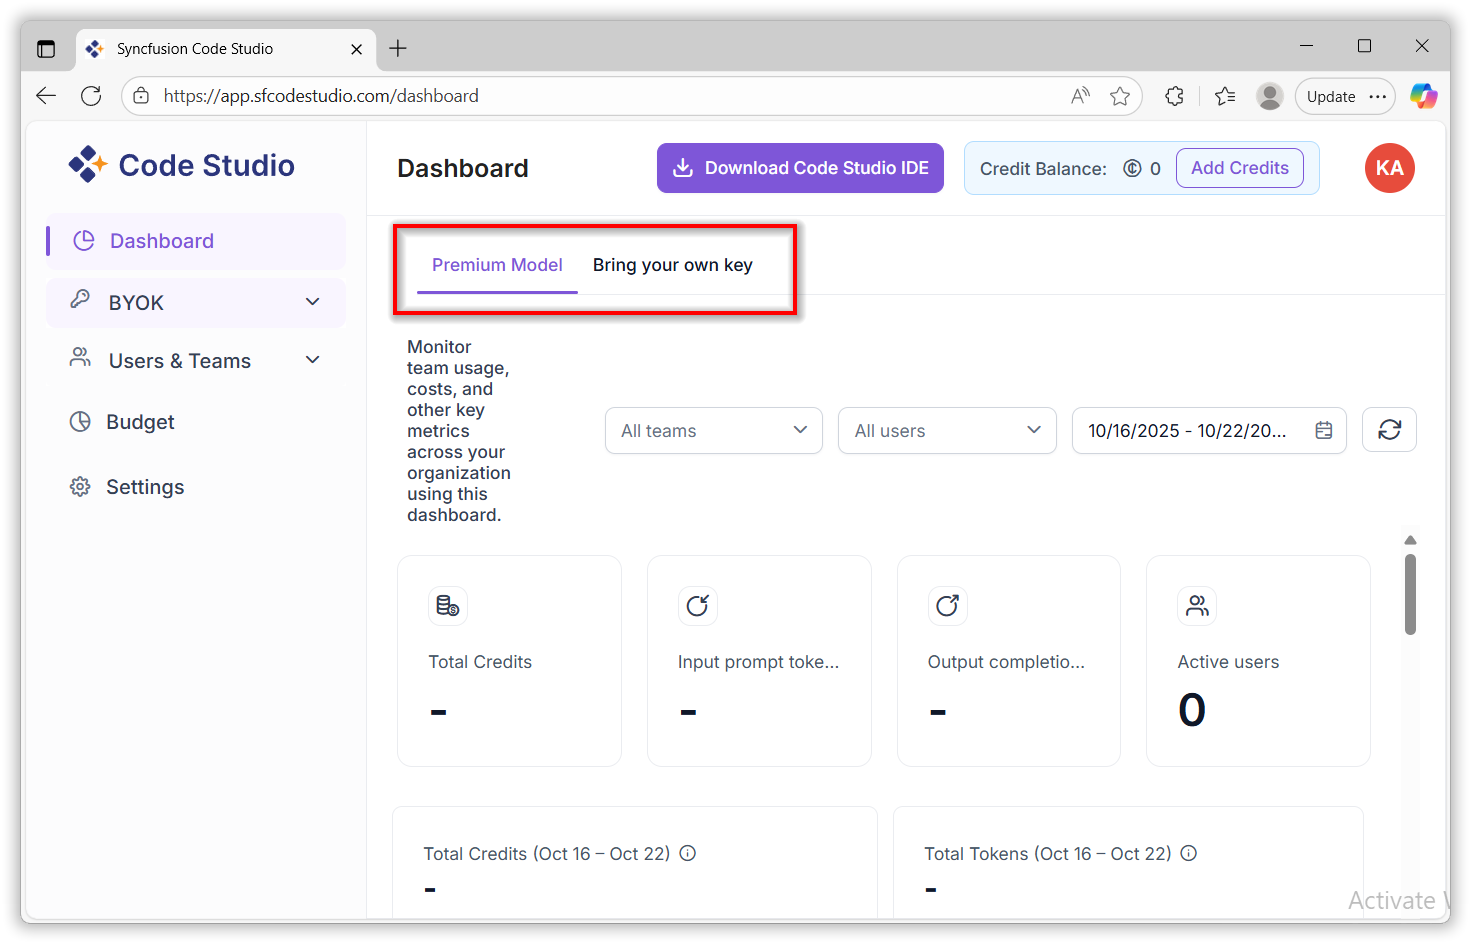 Syncfusion Code Studio
https://app.sfcodestudio.com/dashboard
Update
Code Studio
Dashboard
Download Code Studio IDE
Credit Balance: 0
Add Credits
KA
Dashboard
BYOK
Users & Teams
Budget
Settings
Premium Model
Bring your own key
Monitor
team usage,
costs, and
other key
metrics
across your
organization
using this
dashboard.
All teams
All users
10/16/2025 - 10/22/20...
Total Credits
-
Input prompt toke...
-
Output completio...
-
Active users
0
Total Credits (Oct 16 – Oct 22)
-
Total Tokens (Oct 16 – Oct 22)
-
Activate